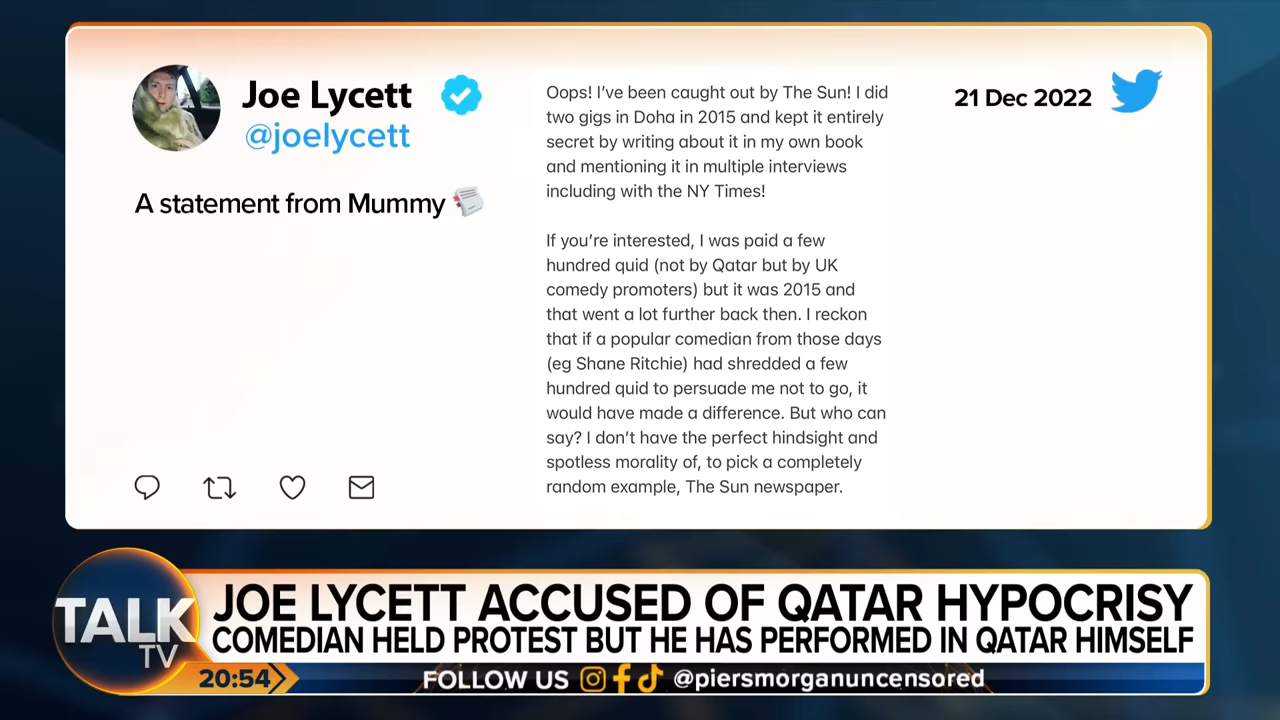 Joe Lycett
@joelycett
A statement from Mummy
Oops! I've been caught out by The Sun! I did
two gigs in Doha in 2015 and kept it entirely
secret by writing about it in my own book
and mentioning it in multiple interviews
including with the NY Times!
If you're interested, I was paid a few
hundred quid (not by Qatar but by UK
comedy promoters) but it was 2015 and
that went a lot further back then. I reckon
that if a popular comedian from those days
(eg Shane Ritchie) had shredded a few
hundred quid to persuade me not to go, it
would have made a difference. But who can
say? I don't have the perfect hindsight and
spotless morality of, to pick a completely
random example, The Sun newspaper.
21 Dec 2022
TALK
TV
20:54
JOE LYCETT ACCUSED OF QATAR HYPOCRISY
COMEDIAN HELD PROTEST BUT HE HAS PERFORMED IN QATAR HIMSELF
FOLLOW US @piersmorganuncensored